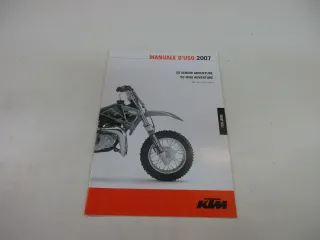 MANUALE D'USO 2007
50 SENIOR ADVENTURE
50 MINI ADVENTURE
KTM